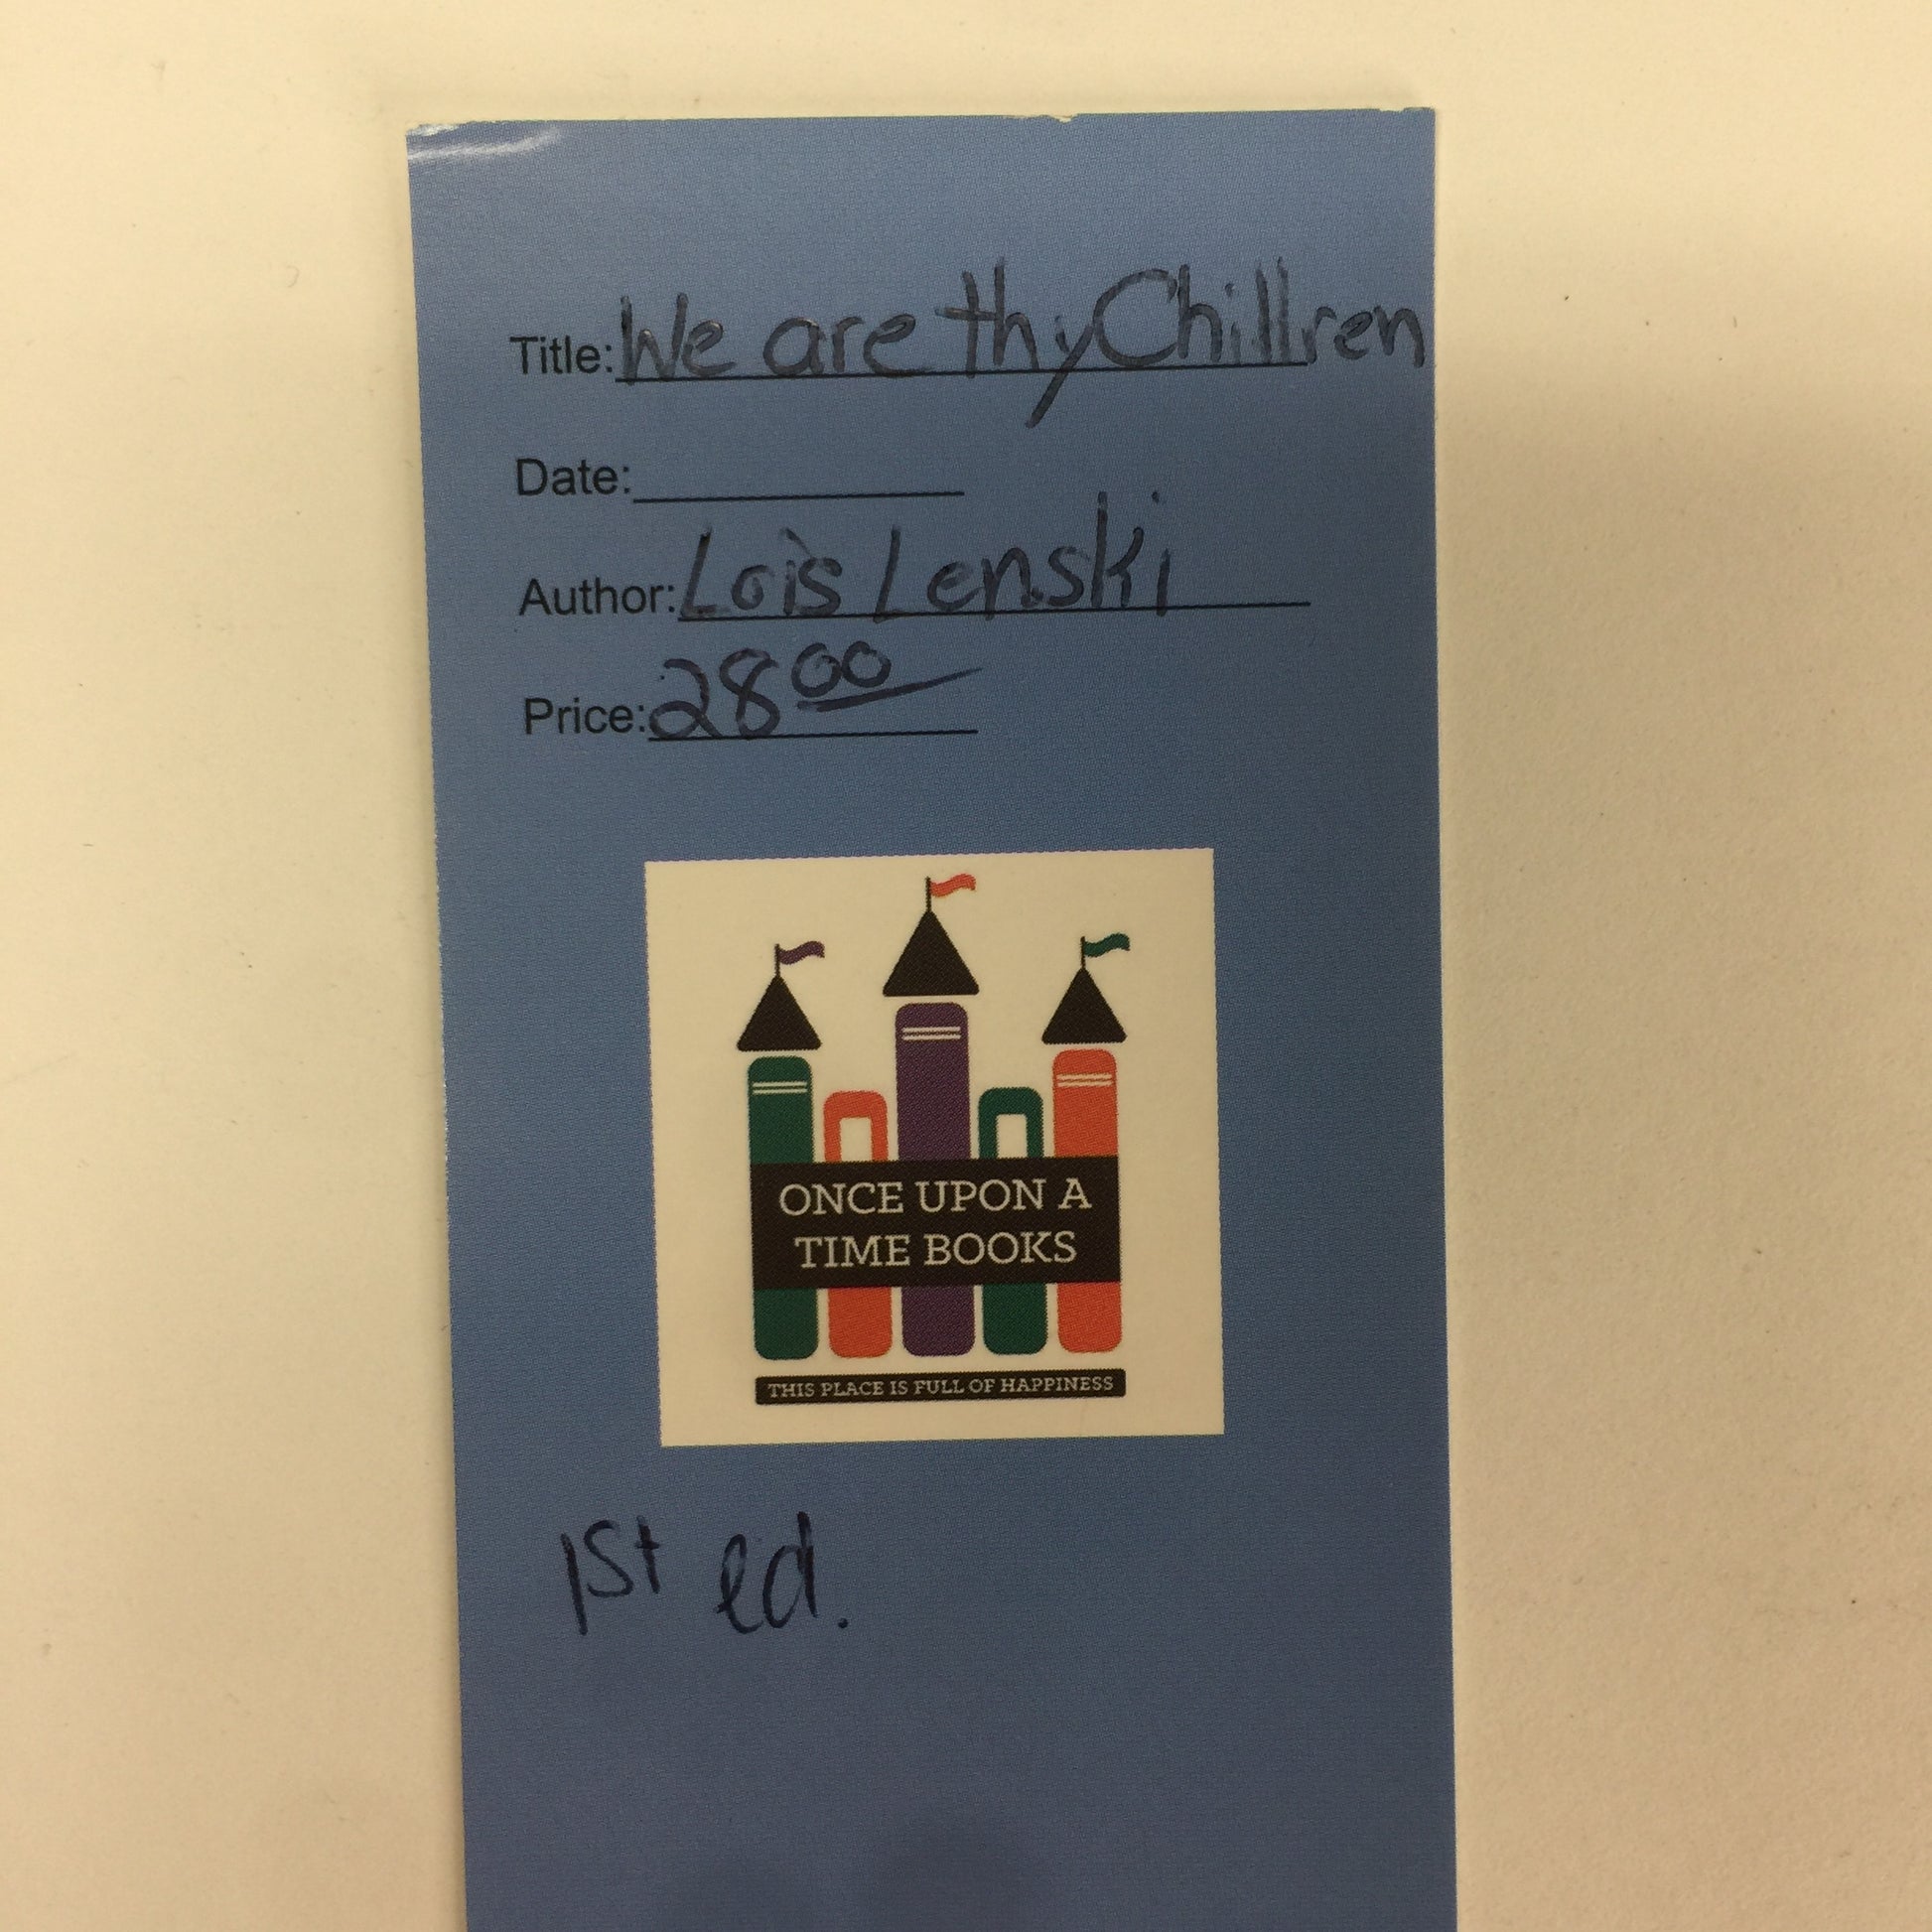 Title: We are thy Chillren
Date:
Author: Lois Lenski
Price: 28 00
ONCE UPON A
TIME BOOKS
THIS PLACE IS FULL OF HAPPINESS
1st ed.